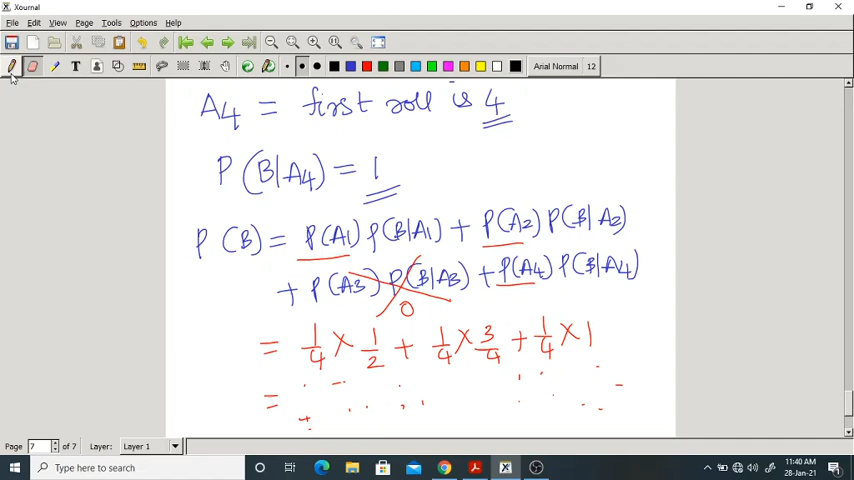 Xournal
File Edit View Page Tools Options Help
T Arial Normal 12
A4 = first roll is 4
P(B|A4) = 1
P(B) = P(A1) P(B|A1) + P(A2) P(B|A2)
+ P(A3) P(B|A3) + P(A4) P(B|A4)
0
= 1/4 × 1/2 + 1/4 × 3/4 + 1/4 × 1
=
Page 7 of 7 Layer: Layer 1
Type here to search
11:40 AM
28-Jan-21